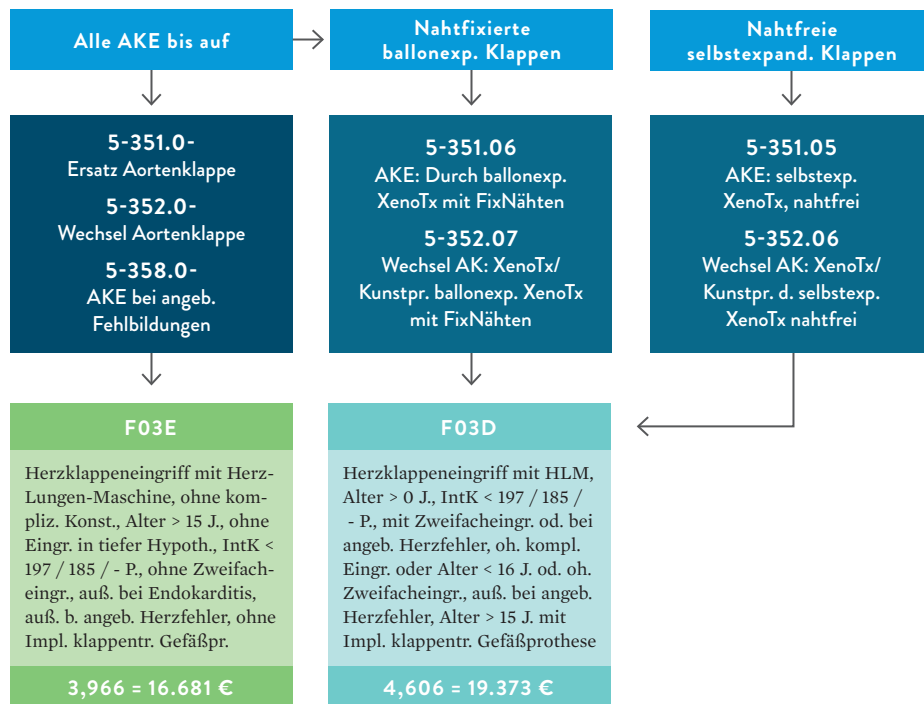 Alle AKE bis auf
5-351.0-
Ersatz Aortenklappe
5-352.0-
Wechsel Aortenklappe
5-358.0-
AKE bei angeb.
Fehlbildungen
F03E
Herzklappeneingriff mit Herz-
Lungen-Maschine, ohne kom-
pliz. Konst., Alter > 15 J., ohne
Eingr. in tiefer Hypoth., IntK <
197 / 185 / - P., ohne Zweifach-
eingr., auß. bei Endokarditis,
auß. b. angeb. Herzfehler, ohne
Impl. klappentr. Gefäßpr.
3,966 = 16.681 €
Nahtfixierte
ballonexp. Klappen
5-351.06
AKE: Durch ballonexp.
XenoTx mit FixNähten
5-352.07
Wechsel AK: XenoTx/
Kunstpr. ballonexp. XenoTx
mit FixNähten
F03D
Herzklappeneingriff mit HLM,
Alter > 0 J., IntK < 197 / 185 /
- P., mit Zweifacheingr. od. bei
angeb. Herzfehler, oh. kompl.
Eingr. oder Alter < 16 J. od. oh.
Zweifacheingr., auß. bei angeb.
Herzfehler, Alter > 15 J. mit
Impl. klappentr. Gefäßprothese
4,606 = 19.373 €
Nahtfreie
selbstexpand. Klappen
5-351.05
AKE: selbstexp.
XenoTx, nahtfrei
5-352.06
Wechsel AK: XenoTx/
Kunstpr. d. selbstexp.
XenoTx nahtfrei